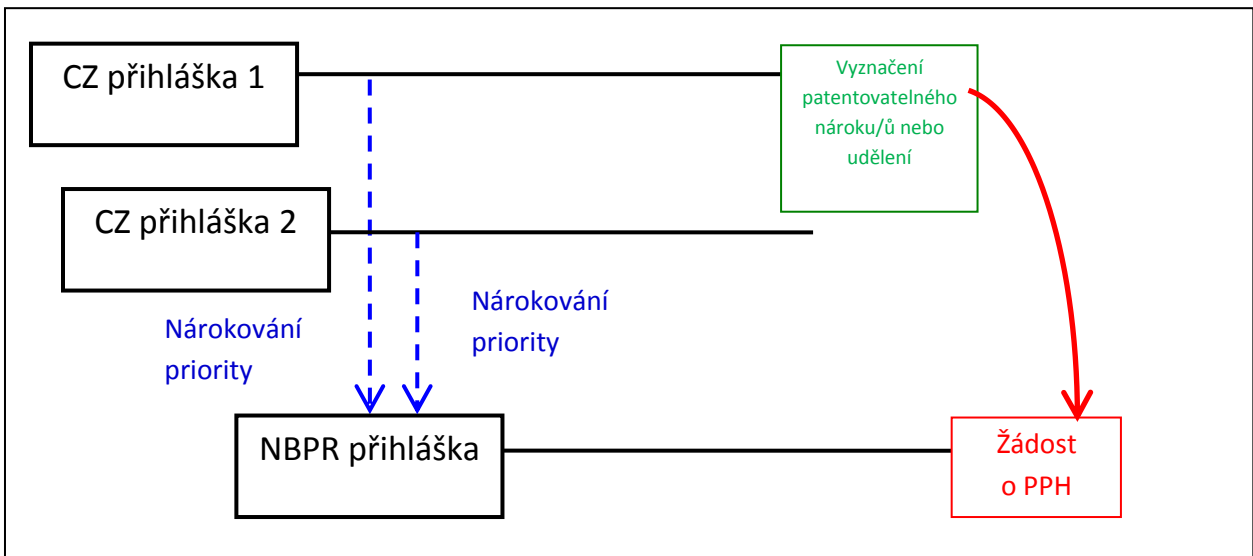 CZ přihláška 1
Vyznačení
patentovatelného
nároku/ů nebo
udělení
CZ přihláška 2
Nárokování
priority
Nárokování
priority
NBPR přihláška
Žádost
o PPH